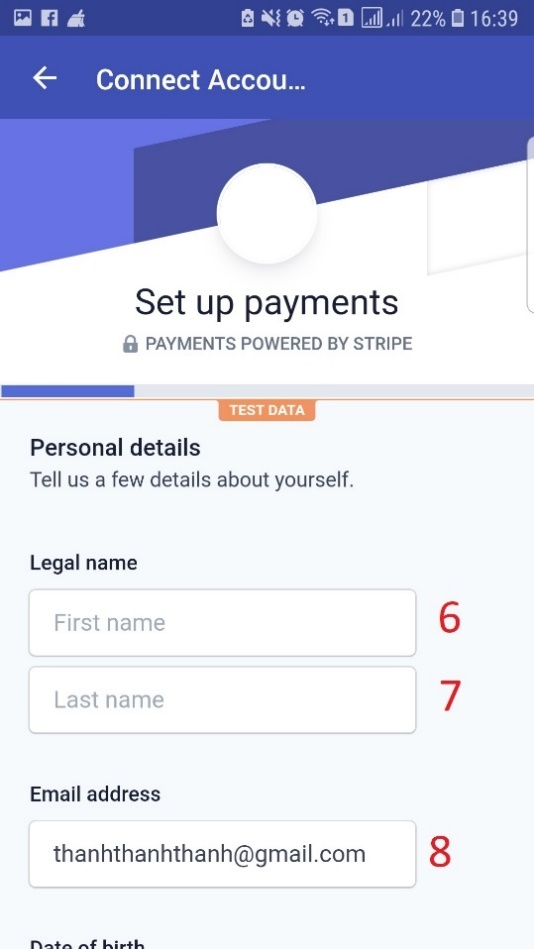 22% 16:39
Connect Accou...
Set up payments
PAYMENTS POWERED BY STRIPE
TEST DATA
Personal details
Tell us a few details about yourself.
Legal name
First name 6
Last name 7
Email address
thanhthanhthanh@gmail.com 8
Date of birth